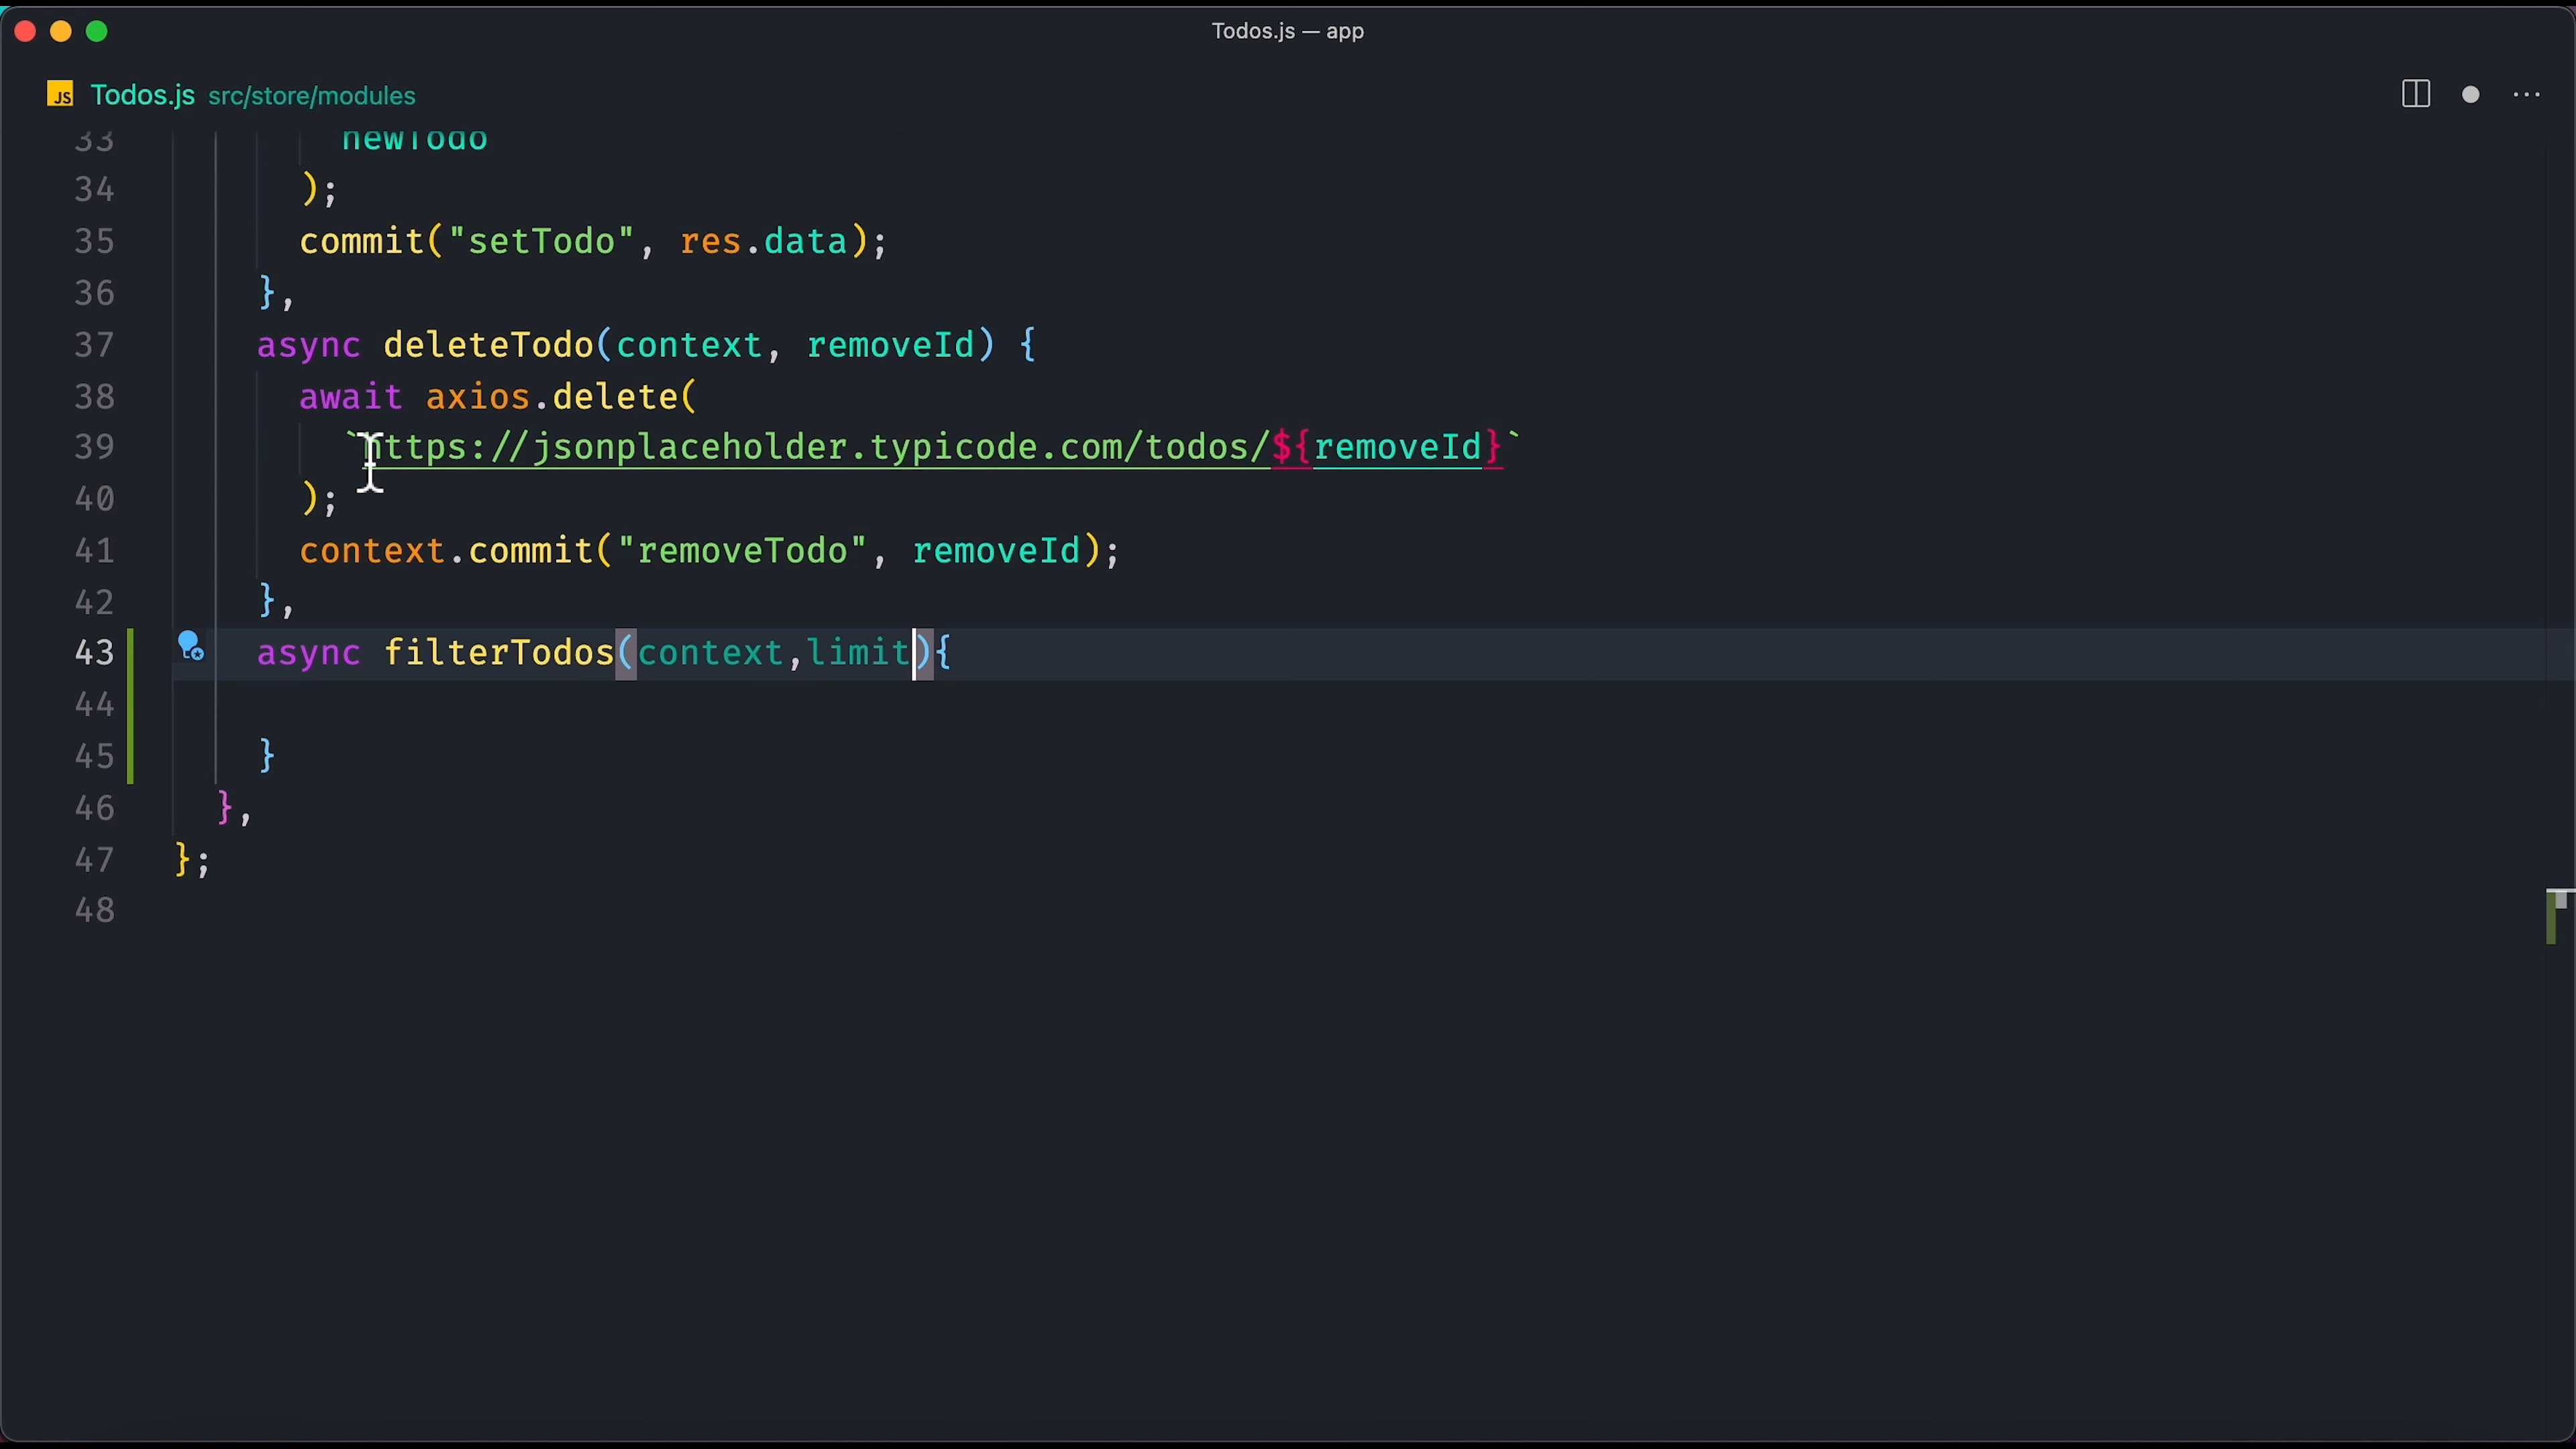 Todos.js — app
JS Todos.js src/store/modules
33 newTodo
34 );
35 commit("setTodo", res.data);
36 },
37 async deleteTodo(context, removeId) {
38 await axios.delete(
39 `https://jsonplaceholder.typicode.com/todos/${removeId}`
40 );
41 context.commit("removeTodo", removeId);
42 },
43 async filterTodos(context,limit){
44
45 }
46 },
47 };
48